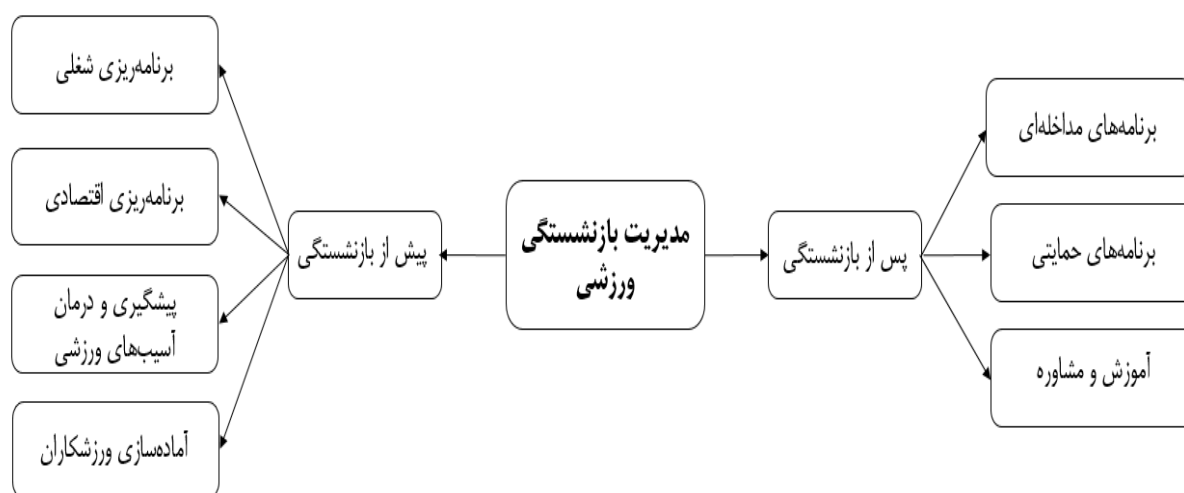 مدیریت بازنشستگی
ورزشی
پس از بازنشستگی
برنامه‌های مداخله‌ای
برنامه‌های حمایتی
آموزش و مشاوره
پیش از بازنشستگی
برنامه‌ریزی شغلی
برنامه‌ریزی اقتصادی
پیشگیری و درمان
آسیب‌های ورزشی
آماده‌سازی ورزشکاران